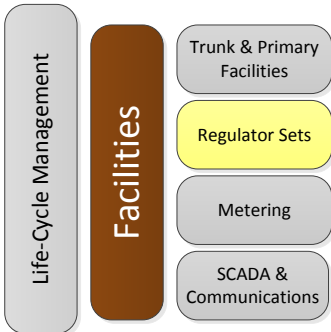 Life-Cycle Management
Facilities
Trunk & Primary
Facilities
Regulator Sets
Metering
SCADA &
Communications